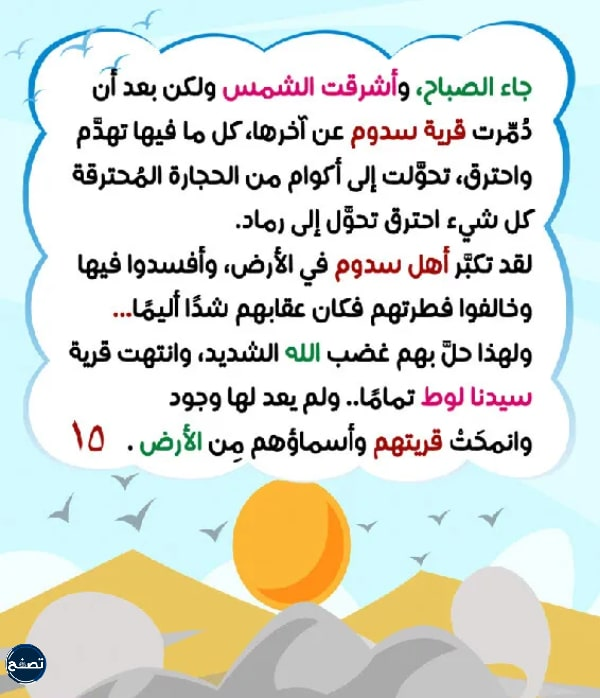 جاء الصباح، وأشرقت الشمس ولكن بعد أن
دُمِّرت قرية سدوم عن آخرها، كل ما فيها تهدَّم
واحترق، تحوَّلت إلى أكوام من الحجارة المُحترقة
كل شيء احترق تحوَّل إلى رماد.
لقد تكبَّر أهل سدوم في الأرض، وأفسدوا فيها
وخالفوا فطرتهم فكان عقابهم شدًا أليمًا...
ولهذا حلَّ بهم غضب الله الشديد، وانتهت قرية
سيدنا لوط تمامًا.. ولم يعد لها وجود
وانمحَتْ قريتهم وأسماؤهم مِن الأرض .
١٥
تصفح